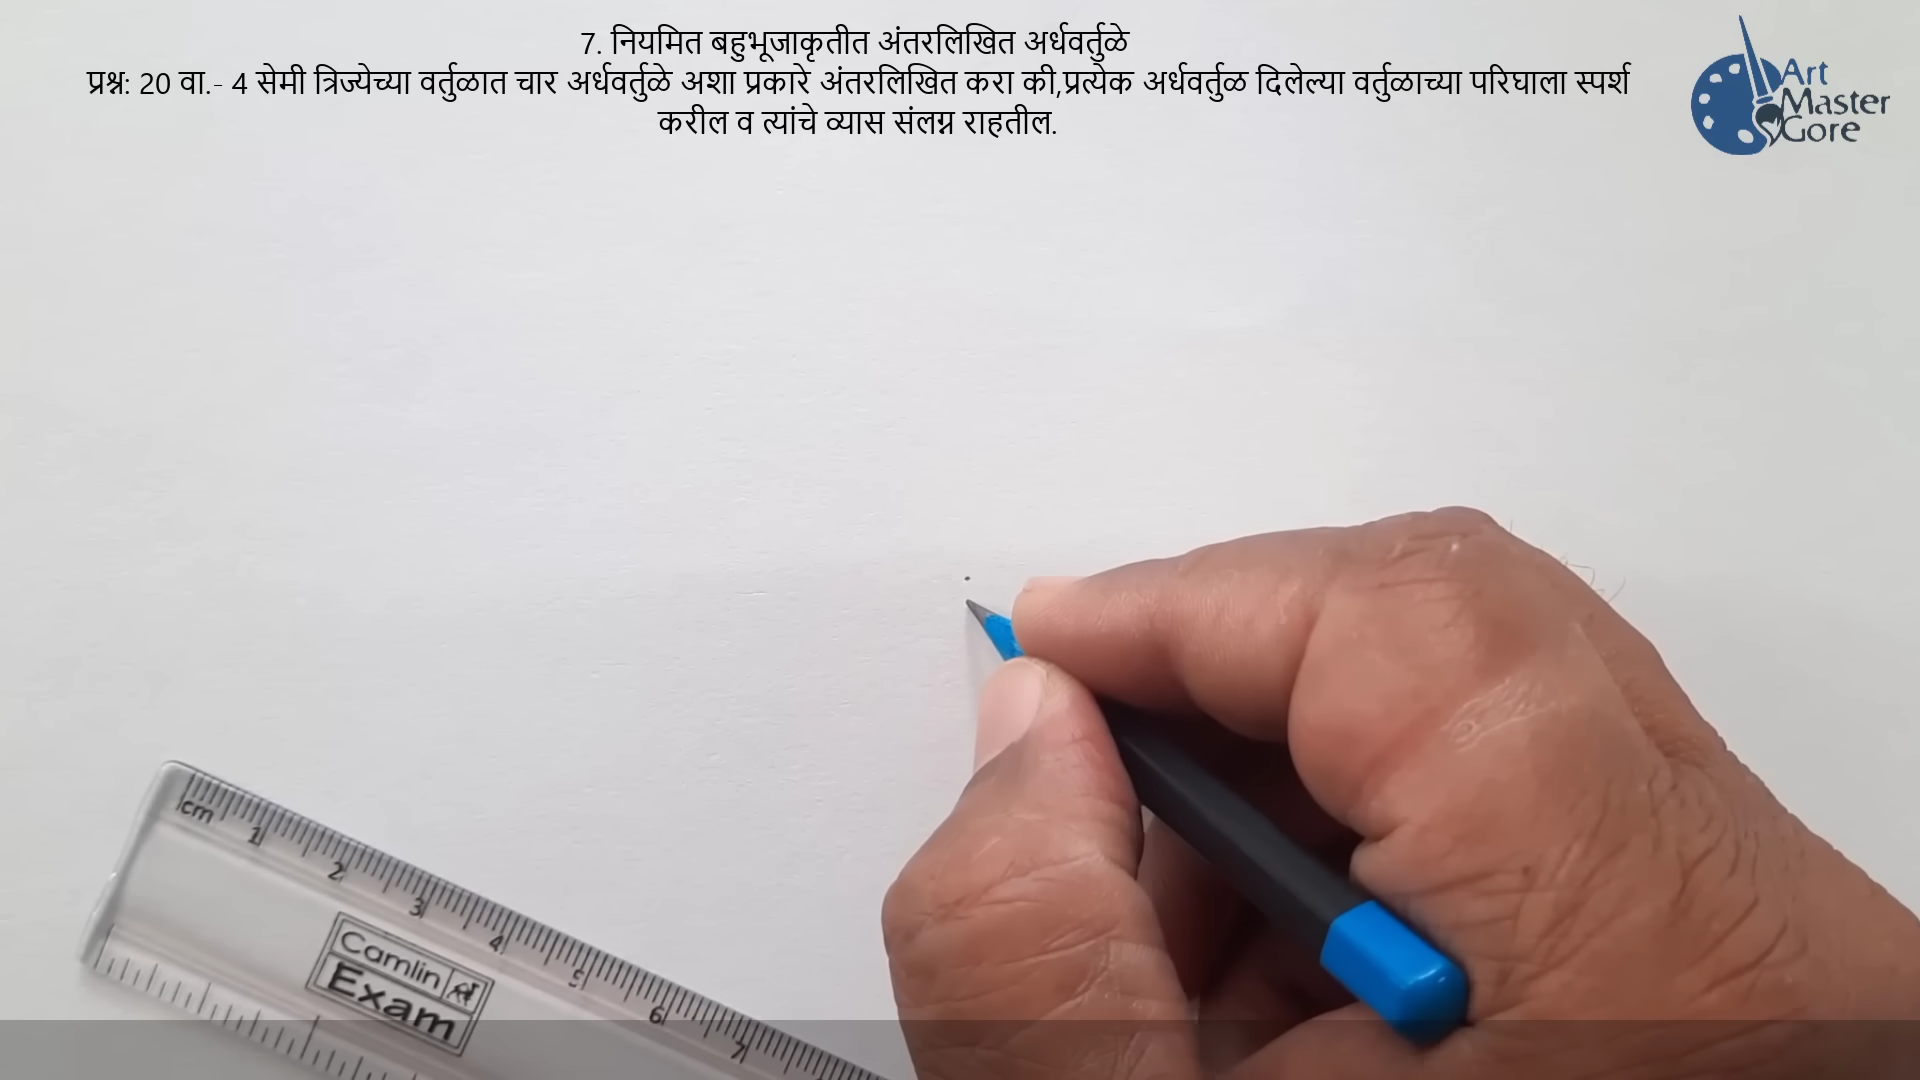 7. नियमित बहुभूजाकृतीत अंतरलिखित अर्धवर्तुळे
प्रश्न: 20 वा.- 4 सेमी त्रिज्येच्या वर्तुळात चार अर्धवर्तुळे अशा प्रकारे अंतरलिखित करा की,प्रत्येक अर्धवर्तुळ दिलेल्या वर्तुळाच्या परिघाला स्पर्श
करील व त्यांचे व्यास संलग्न राहतील.
Art
Master
Gore
cm 1 2 3 4 5 6 7
Camlin
Exam